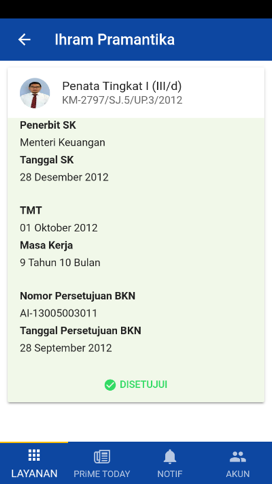 Ihram Pramantika
Penata Tingkat I (III/d)
KM-2797/SJ.5/UP.3/2012
Penerbit SK
Menteri Keuangan
Tanggal SK
28 Desember 2012
TMT
01 Oktober 2012
Masa Kerja
9 Tahun 10 Bulan
Nomor Persetujuan BKN
AI-13005003011
Tanggal Persetujuan BKN
28 September 2012
DISETUJUI
LAYANAN
PRiME TODAY
NOTIF
AKUN